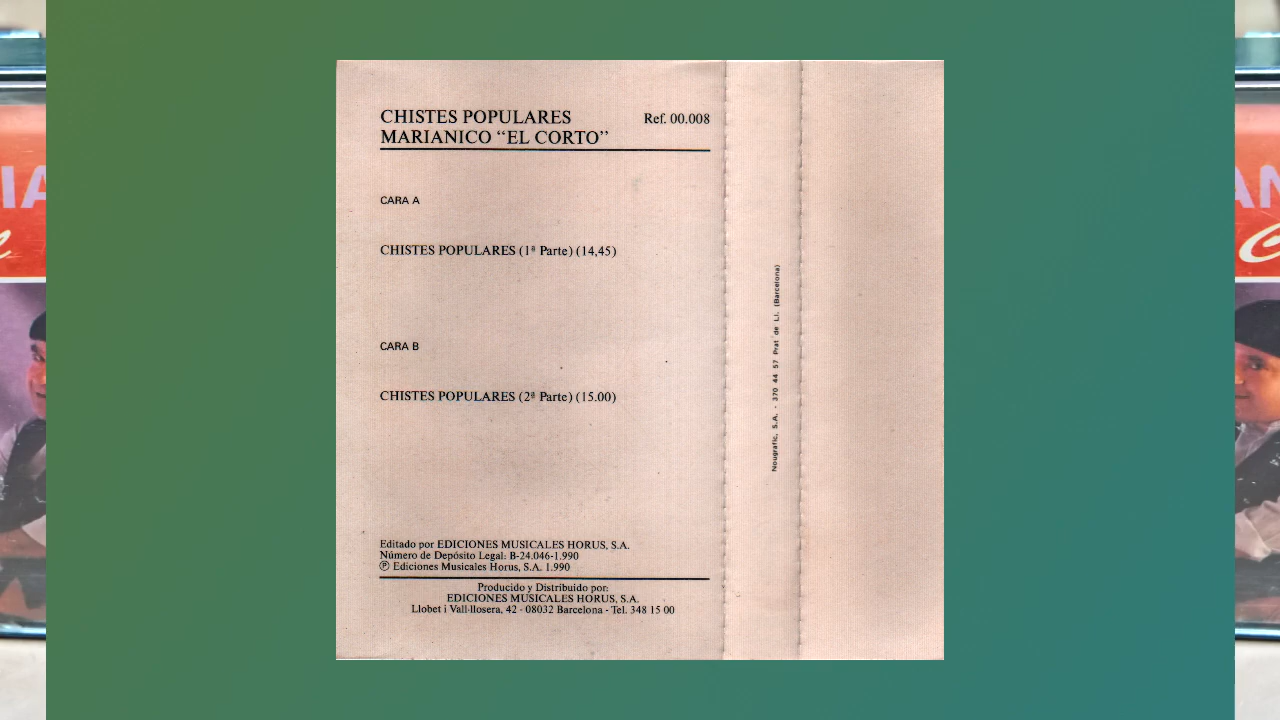 CHISTES POPULARES
MARIANICO “EL CORTO”
Ref. 00.008
CARA A
CHISTES POPULARES (1ª Parte) (14,45)
CARA B
CHISTES POPULARES (2ª Parte) (15.00)
Editado por EDICIONES MUSICALES HORUS, S.A.
Número de Depósito Legal: B-24.046-1.990
Ⓟ Ediciones Musicales Horus, S.A. 1.990
Producido y Distribuido por:
EDICIONES MUSICALES HORUS, S.A.
Llobet i Vall-llosera, 42 - 08032 Barcelona - Tel. 348 15 00
Nougrafic, S.A. - 370 44 57 Prat de Ll. (Barcelona)
IA
AN